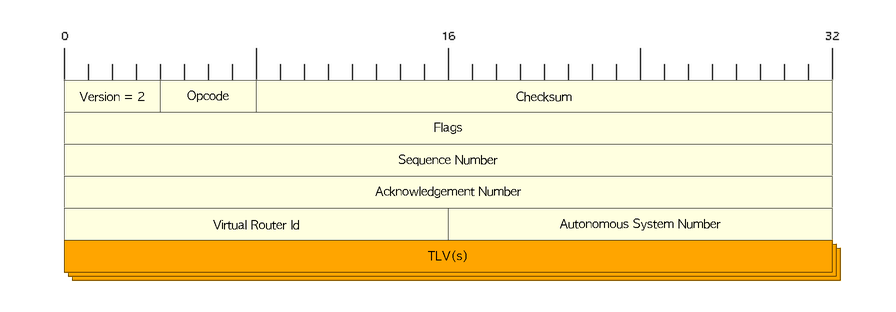 0 16 32
Version = 2 Opcode Checksum
Flags
Sequence Number
Acknowledgement Number
Virtual Router Id Autonomous System Number
TLV(s)